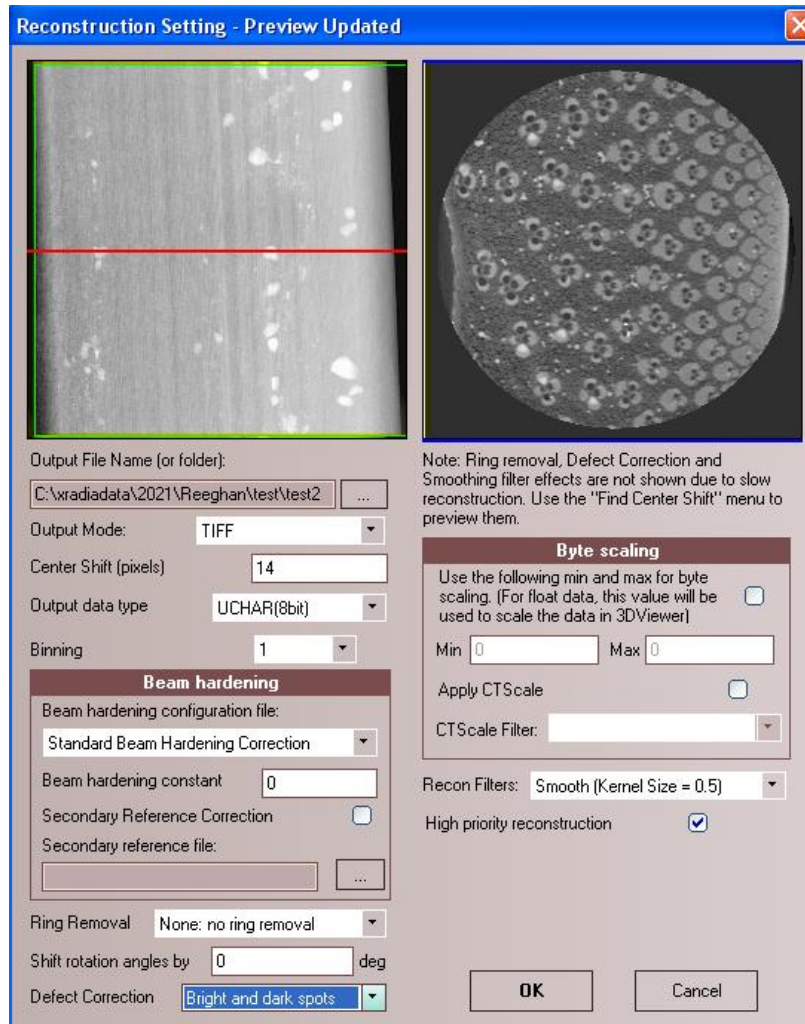 Reconstruction Setting - Preview Updated
Output File Name (or folder):
C:\xradiadata\2021\Reeghan\test\test2
...
Output Mode:
TIFF
Center Shift (pixels)
14
Output data type
UCHAR(8bit)
Binning
1
Beam hardening
Beam hardening configuration file:
Standard Beam Hardening Correction
Beam hardening constant
0
Secondary Reference Correction
Secondary reference file:
...
Ring Removal
None: no ring removal
Shift rotation angles by
0
deg
Defect Correction
Bright and dark spots
Note: Ring removal, Defect Correction and
Smoothing filter effects are not shown due to slow
reconstruction. Use the "Find Center Shift" menu to
preview them.
Byte scaling
Use the following min and max for byte
scaling. (For float data, this value will be
used to scale the data in 3DViewer)
Min
0
Max
0
Apply CTScale
CTScale Filter:
Recon Filters:
Smooth (Kernel Size = 0.5)
High priority reconstruction
OK
Cancel